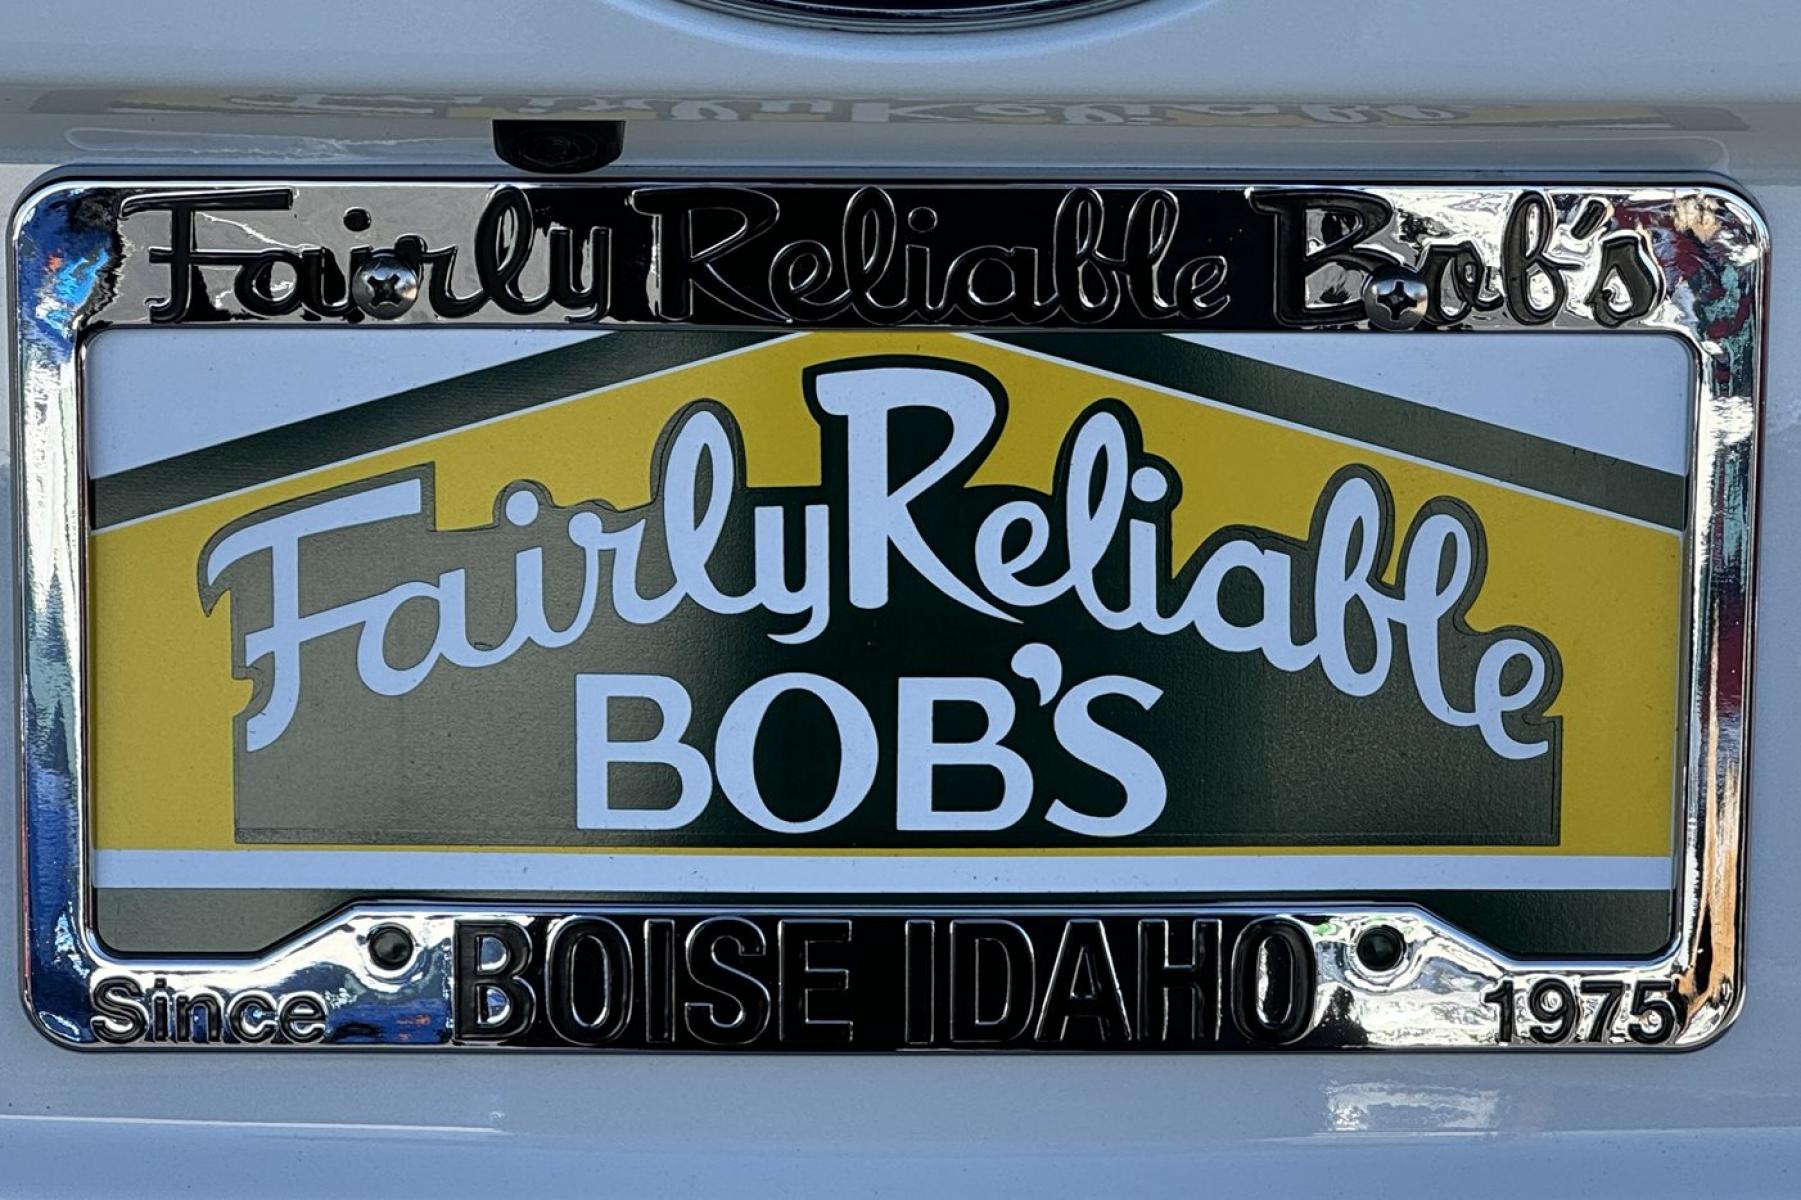 Fairly Reliable Bob's
Fairly Reliable
BOB'S
Since BOISE IDAHO 1975